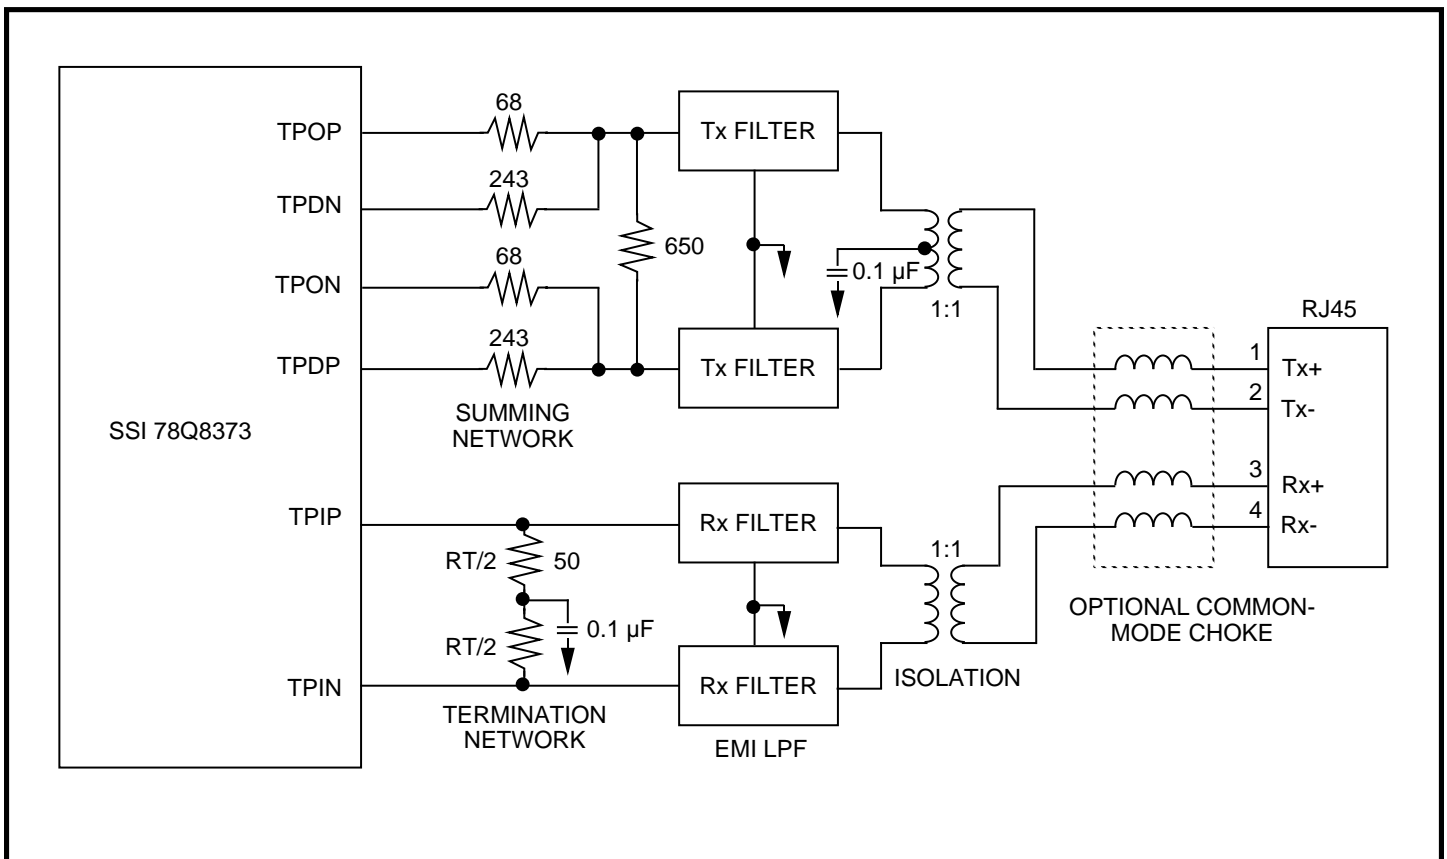 68
TPOP
Tx FILTER
243
TPDN
650
68
TPON
0.1 µF
1:1
RJ45
243
TPDP
Tx FILTER
1
Tx+
2
Tx-
SUMMING
NETWORK
SSI 78Q8373
3
Rx+
4
Rx-
TPIP
Rx FILTER
RT/2
50
1:1
OPTIONAL COMMON-
MODE CHOKE
0.1 µF
RT/2
TPIN
Rx FILTER
ISOLATION
TERMINATION
NETWORK
EMI LPF